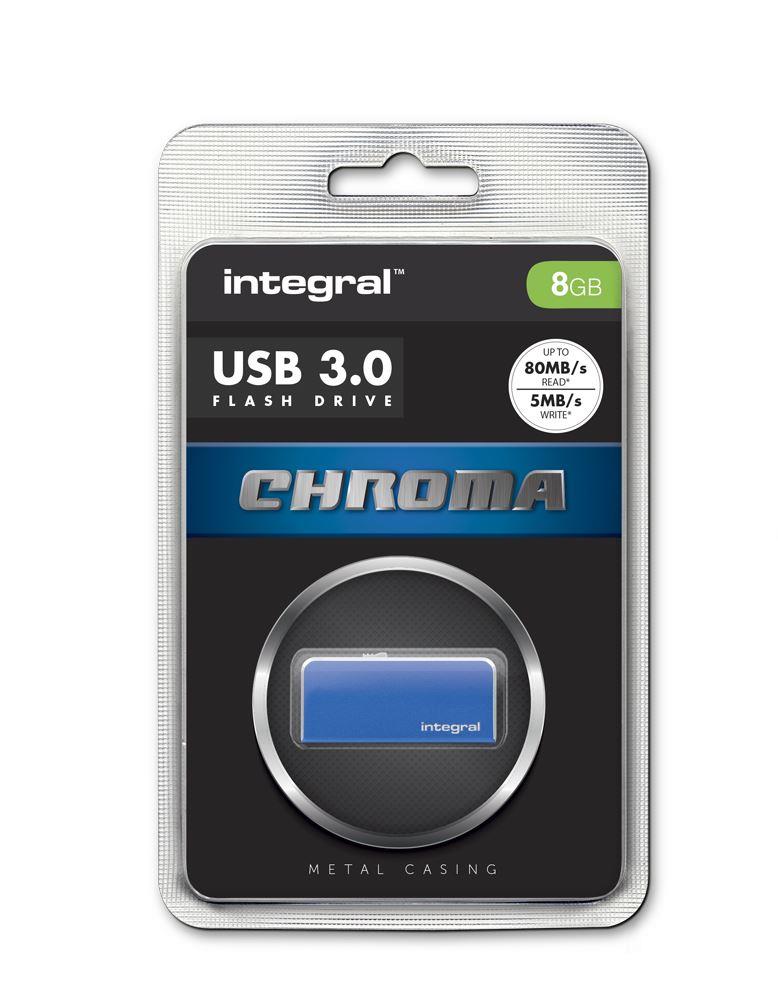 integral™
8GB
USB 3.0
FLASH DRIVE
UP TO
80MB/s
READ*
5MB/s
WRITE*
CHROMA
integral
METAL CASING